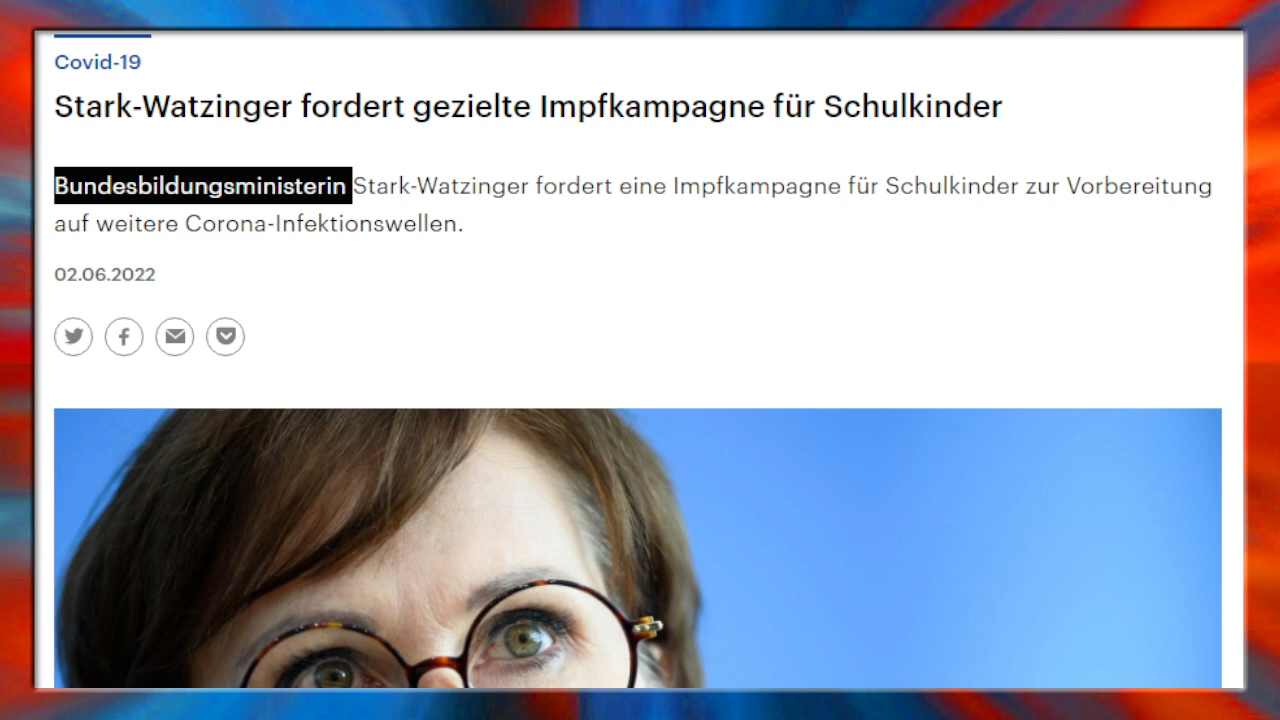 Covid-19
Stark-Watzinger fordert gezielte Impfkampagne für Schulkinder
Bundesbildungsministerin Stark-Watzinger fordert eine Impfkampagne für Schulkinder zur Vorbereitung
auf weitere Corona-Infektionswellen.
02.06.2022